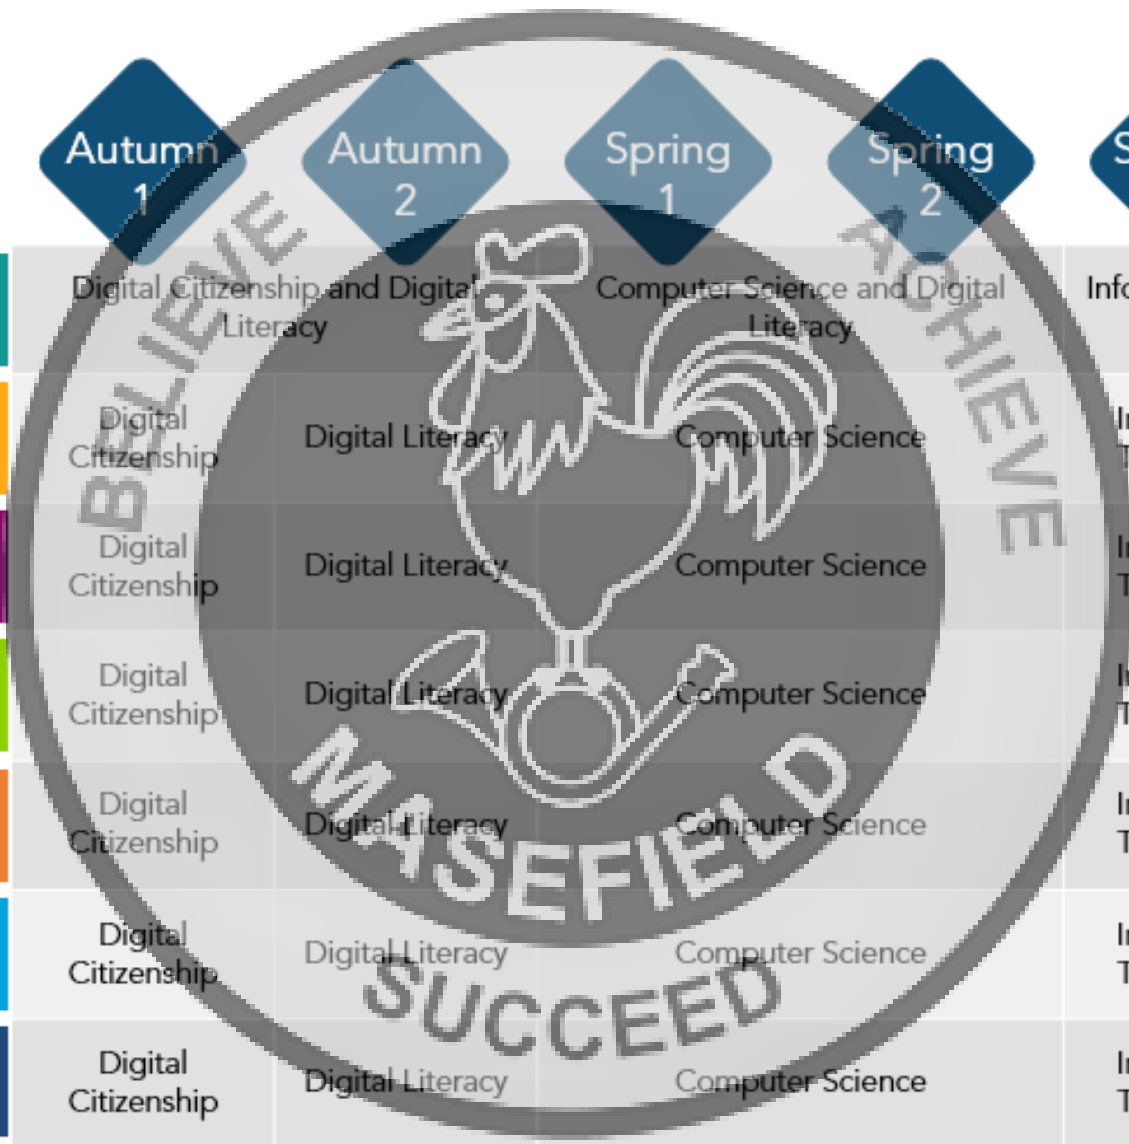 Autumn 1
Autumn 2
Spring 1
Spring 2
S
Digital Citizenship and Digital
Literacy
Computer Science and Digital
Literacy
Info
Digital
Citizenship
Digital Literacy
Computer Science
Digital
Citizenship
Digital Literacy
Computer Science
Digital
Citizenship
Digital Literacy
Computer Science
Digital
Citizenship
Digital Literacy
Computer Science
Digital
Citizenship
Digital Literacy
Computer Science
Digital
Citizenship
Digital Literacy
Computer Science
BELIEVE
ACHIEVE
MASEFIELD
SUCCEED